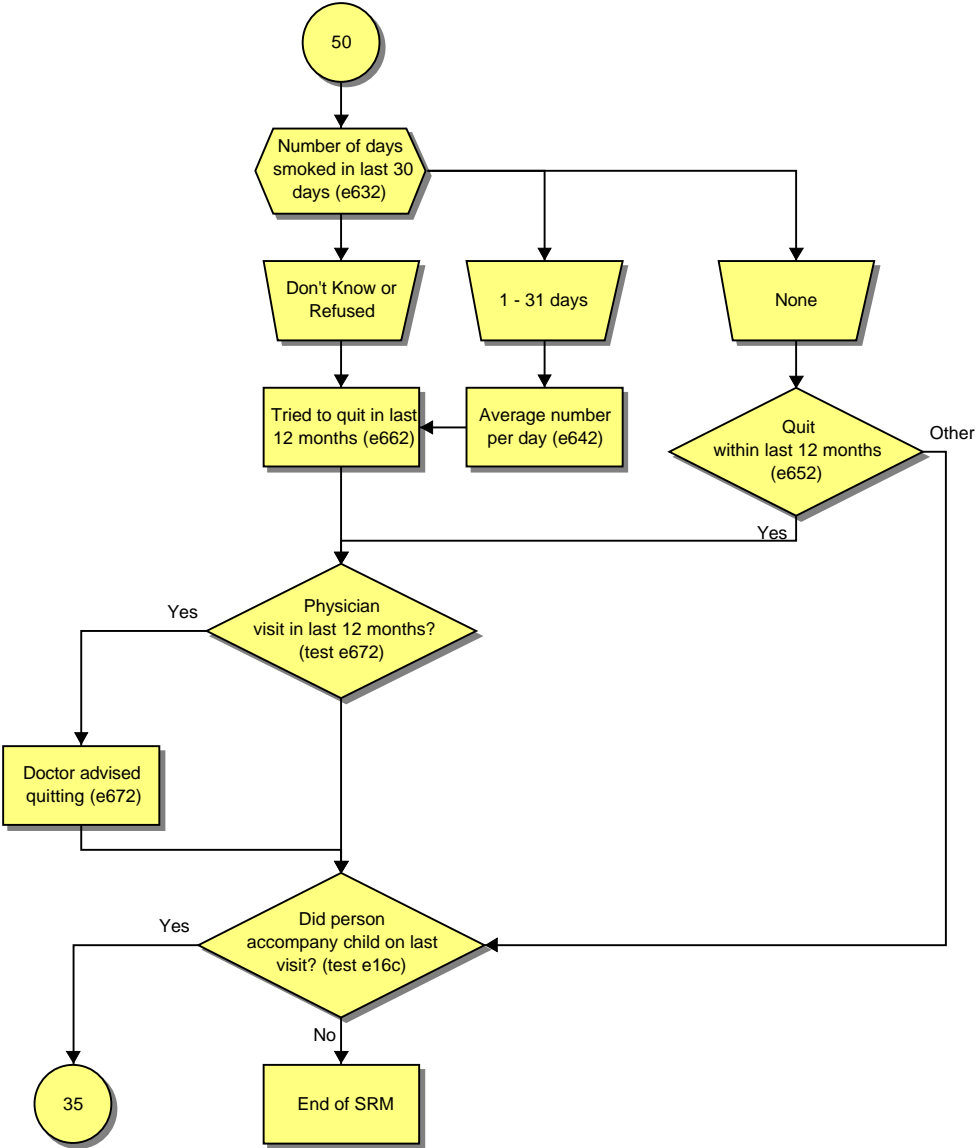 50
Number of days
smoked in last 30
days (e632)
Don't Know or
Refused
1 - 31 days
None
Tried to quit in last
12 months (e662)
Average number
per day (e642)
Quit
within last 12 months
(e652)
Other
Yes
Physician
visit in last 12 months?
(test e672)
Yes
Doctor advised
quitting (e672)
Did person
accompany child on last
visit? (test e16c)
Yes
No
35
End of SRM